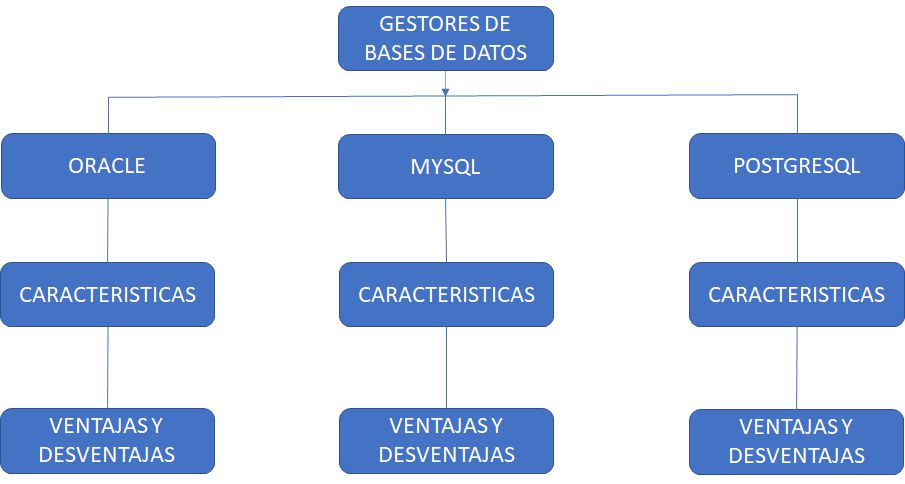 GESTORES DE
BASES DE DATOS
ORACLE
MYSQL
POSTGRESQL
CARACTERISTICAS
CARACTERISTICAS
CARACTERISTICAS
VENTAJAS Y
DESVENTAJAS
VENTAJAS Y
DESVENTAJAS
VENTAJAS Y
DESVENTAJAS